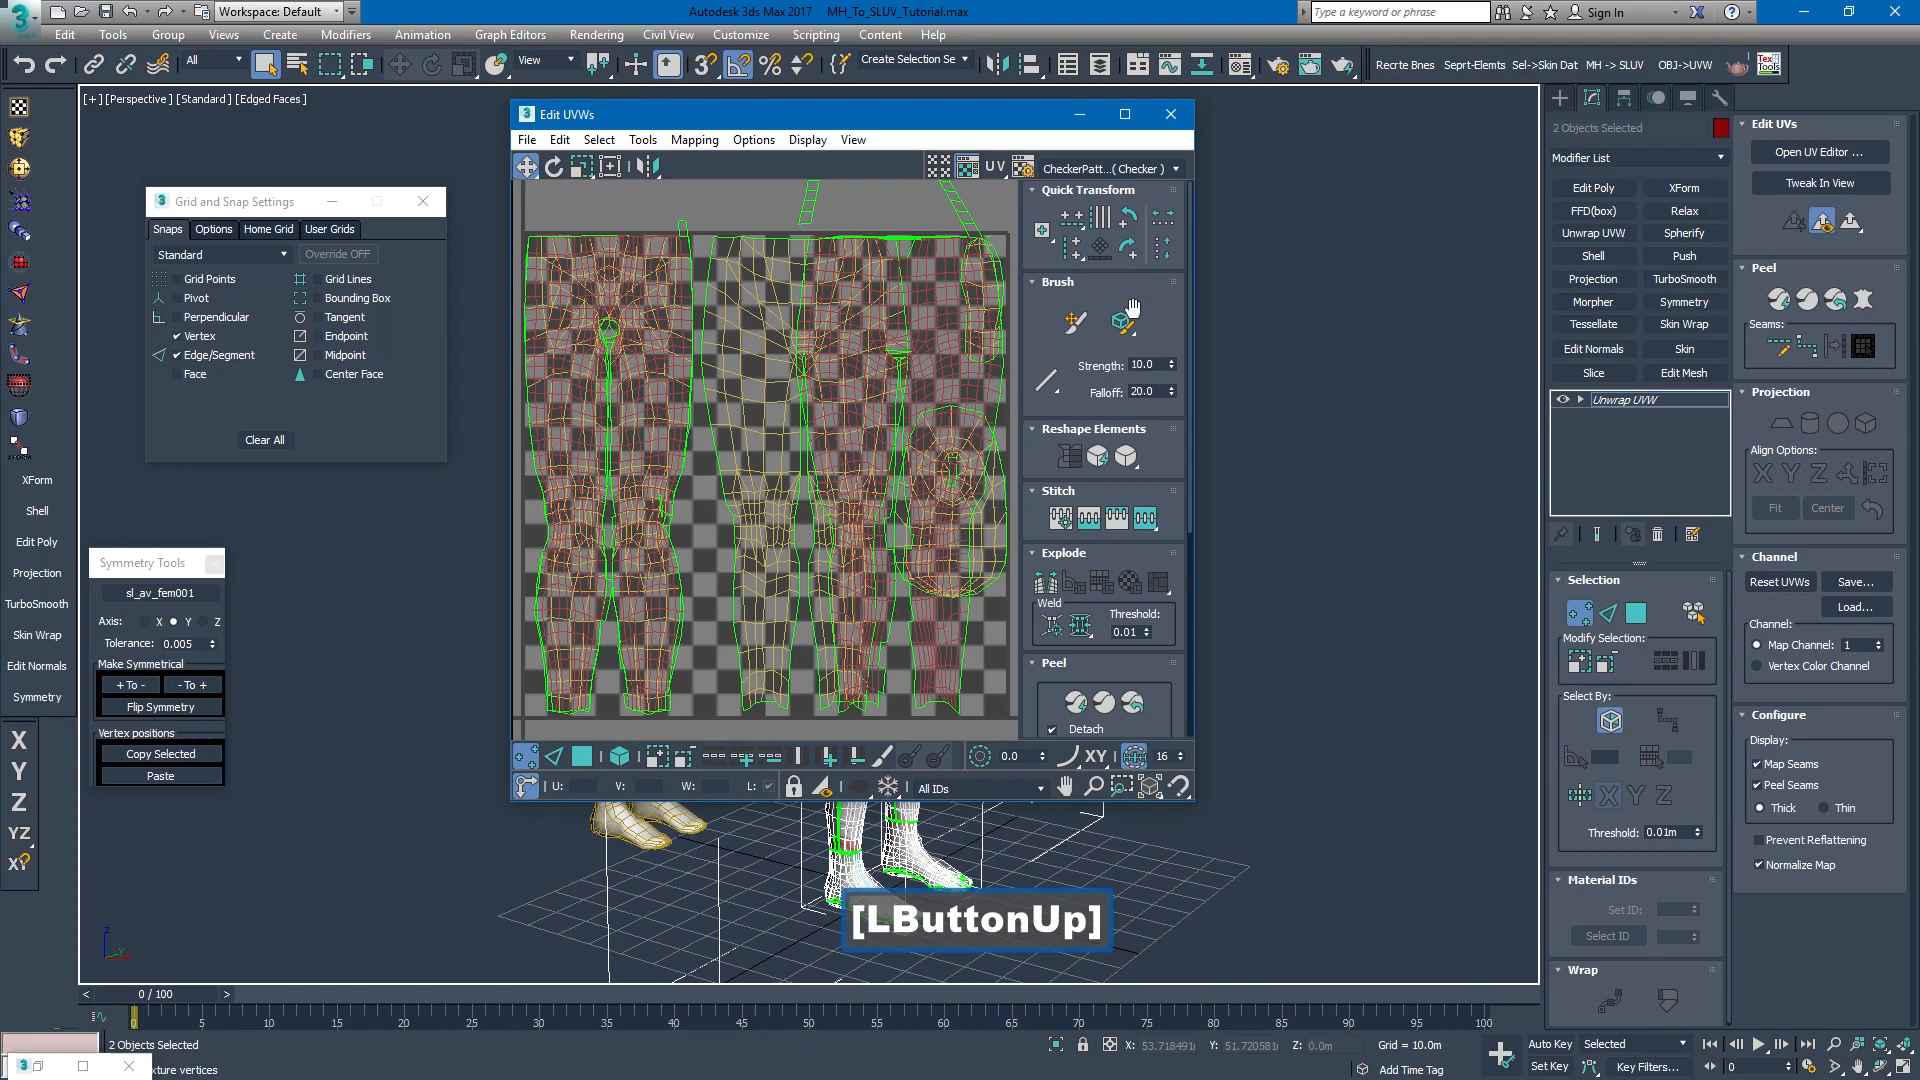 Workspace: Default
Autodesk 3ds Max 2017 MH_To_SLUV_Tutorial.max
Type a keyword or phrase
Sign In
Edit Tools Group Views Create Modifiers Animation Graph Editors Rendering Civil View Customize Scripting Content Help
All
View
Create Selection Se
Recrte Bnes Seprt-Elemts Sel->Skin Dat MH -> SLUV OBJ->UVW
[+] [Perspective] [Standard] [Edged Faces]
Edit UVWs
File Edit Select Tools Mapping Options Display View
UV
CheckerPatt...( Checker )
Quick Transform
Brush
Strength: 10.0
Falloff: 20.0
Reshape Elements
Stitch
Explode
Weld
Threshold:
0.01
Peel
Detach
0.0
XY
16
U: V: W: L:
All IDs
Grid and Snap Settings
Snaps Options Home Grid User Grids
Standard
Override OFF
Grid Points Grid Lines
Pivot Bounding Box
Perpendicular Tangent
Vertex Endpoint
Edge/Segment Midpoint
Face Center Face
Clear All
XForm
Shell
Edit Poly
Projection
TurboSmooth
Skin Wrap
Edit Normals
Symmetry
X
Y
Z
YZ
XY
Symmetry Tools
sl_av_fem001
Axis: X Y Z
Tolerance: 0.005
Make Symmetrical
+ To - - To +
Flip Symmetry
Vertex positions
Copy Selected
Paste
[LButtonUp]
2 Objects Selected
Modifier List
Edit Poly XForm
FFD(box) Relax
Unwrap UVW Spherify
Shell Push
Projection TurboSmooth
Morpher Symmetry
Tessellate Skin Wrap
Edit Normals Skin
Slice Edit Mesh
Unwrap UVW
Selection
Modify Selection:
Select By:
X Y Z
Threshold: 0.01m
Material IDs
Set ID:
Select ID
Wrap
Edit UVs
Open UV Editor ...
Tweak In View
Peel
Seams:
Projection
Align Options:
X Y Z
Fit Center
Channel
Reset UVWs Save...
Load...
Channel:
Map Channel: 1
Vertex Color Channel
Configure
Display:
Map Seams
Peel Seams
Thick Thin
Prevent Reflattening
Normalize Map
0 / 100
0 5 10 15 20 25 30 35 40 45 50 55 60 65 70 75 80 85 90 95 100
2 Objects Selected
X: Y: Z: 0.0m
Grid = 10.0m
Add Time Tag
Auto Key Selected
Set Key Key Filters...
0
xture vertices